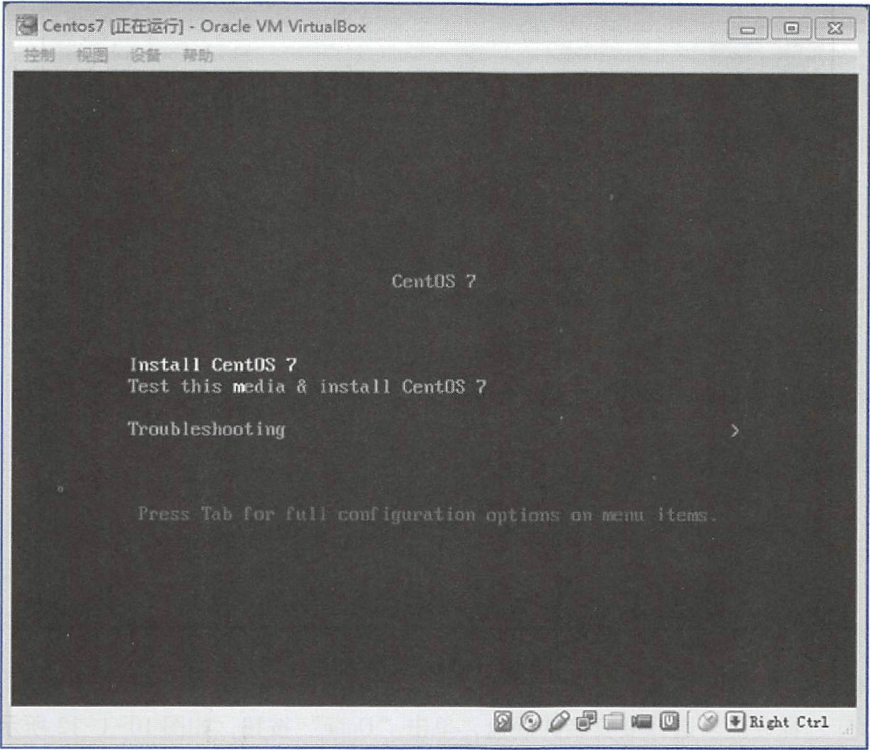 Centos7 [正在运行] - Oracle VM VirtualBox
控制 视图 设备 帮助
CentOS 7
Install CentOS 7
Test this media & install CentOS 7
Troubleshooting >
Press Tab for full configuration options on menu items.
Right Ctrl